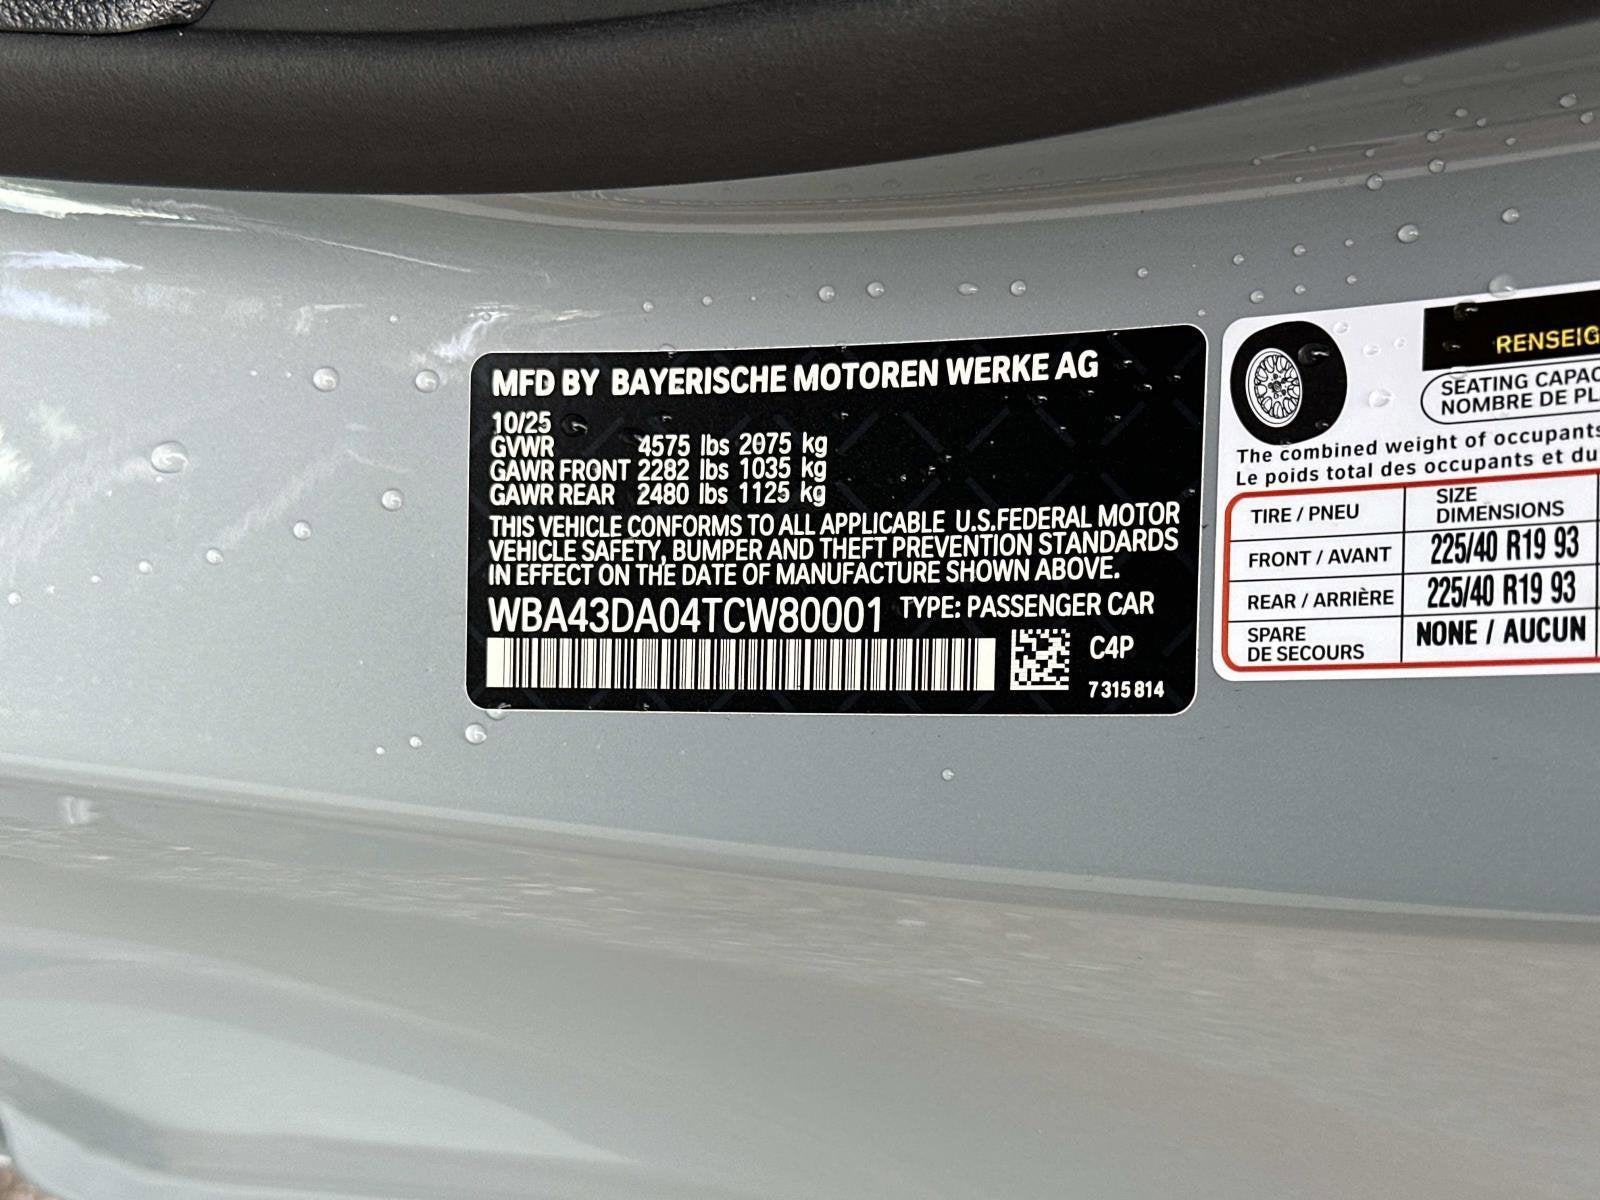 MFD BY BAYERISCHE MOTOREN WERKE AG
10/25
GVWR 4575 lbs 2075 kg
GAWR FRONT 2282 lbs 1035 kg
GAWR REAR 2480 lbs 1125 kg
THIS VEHICLE CONFORMS TO ALL APPLICABLE U.S.FEDERAL MOTOR
VEHICLE SAFETY, BUMPER AND THEFT PREVENTION STANDARDS
IN EFFECT ON THE DATE OF MANUFACTURE SHOWN ABOVE.
WBA43DA04TCW80001 TYPE: PASSENGER CAR
C4P
7 315 814
RENSEIG
SEATING CAPAC
NOMBRE DE PL
The combined weight of occupants
Le poids total des occupants et du
TIRE / PNEU SIZE
DIMENSIONS
FRONT / AVANT 225/40 R19 93
REAR / ARRIÈRE 225/40 R19 93
SPARE
DE SECOURS NONE / AUCUN